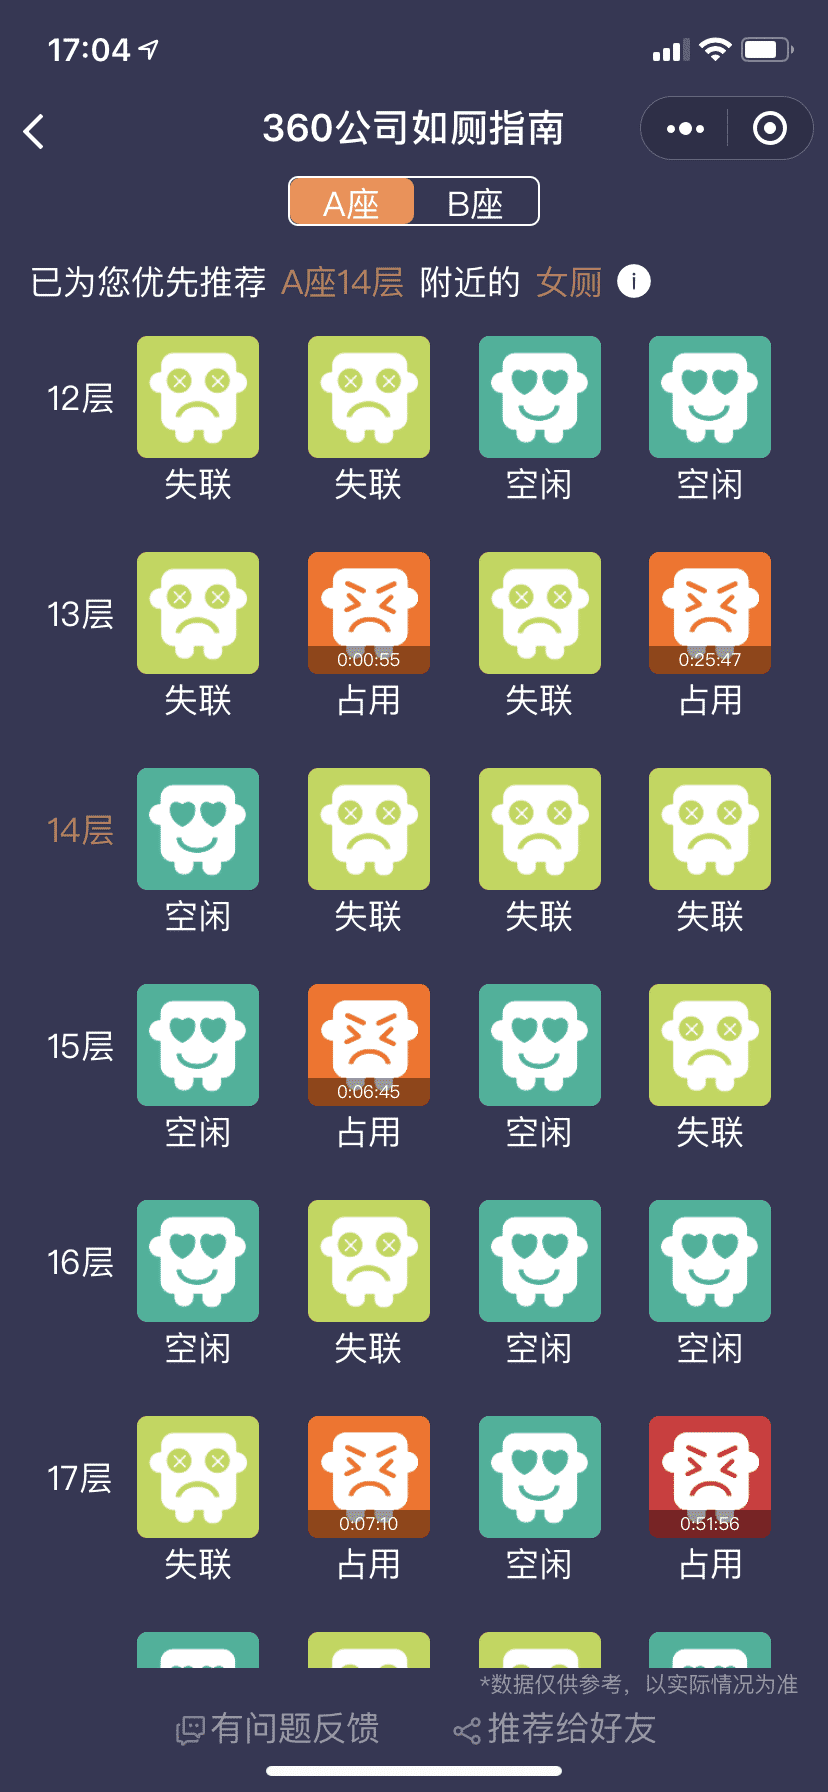 17:04
360公司如厕指南
A座 B座
已为您优先推荐 A座14层 附近的 女厕 i
12层
失联 失联 空闲 空闲
13层
0:00:55 0:25:47
失联 占用 失联 占用
14层
空闲 失联 失联 失联
15层
0:06:45
空闲 占用 空闲 失联
16层
空闲 失联 空闲 空闲
17层
0:07:10 0:51:56
失联 占用 空闲 占用
*数据仅供参考，以实际情况为准
有问题反馈 推荐给好友